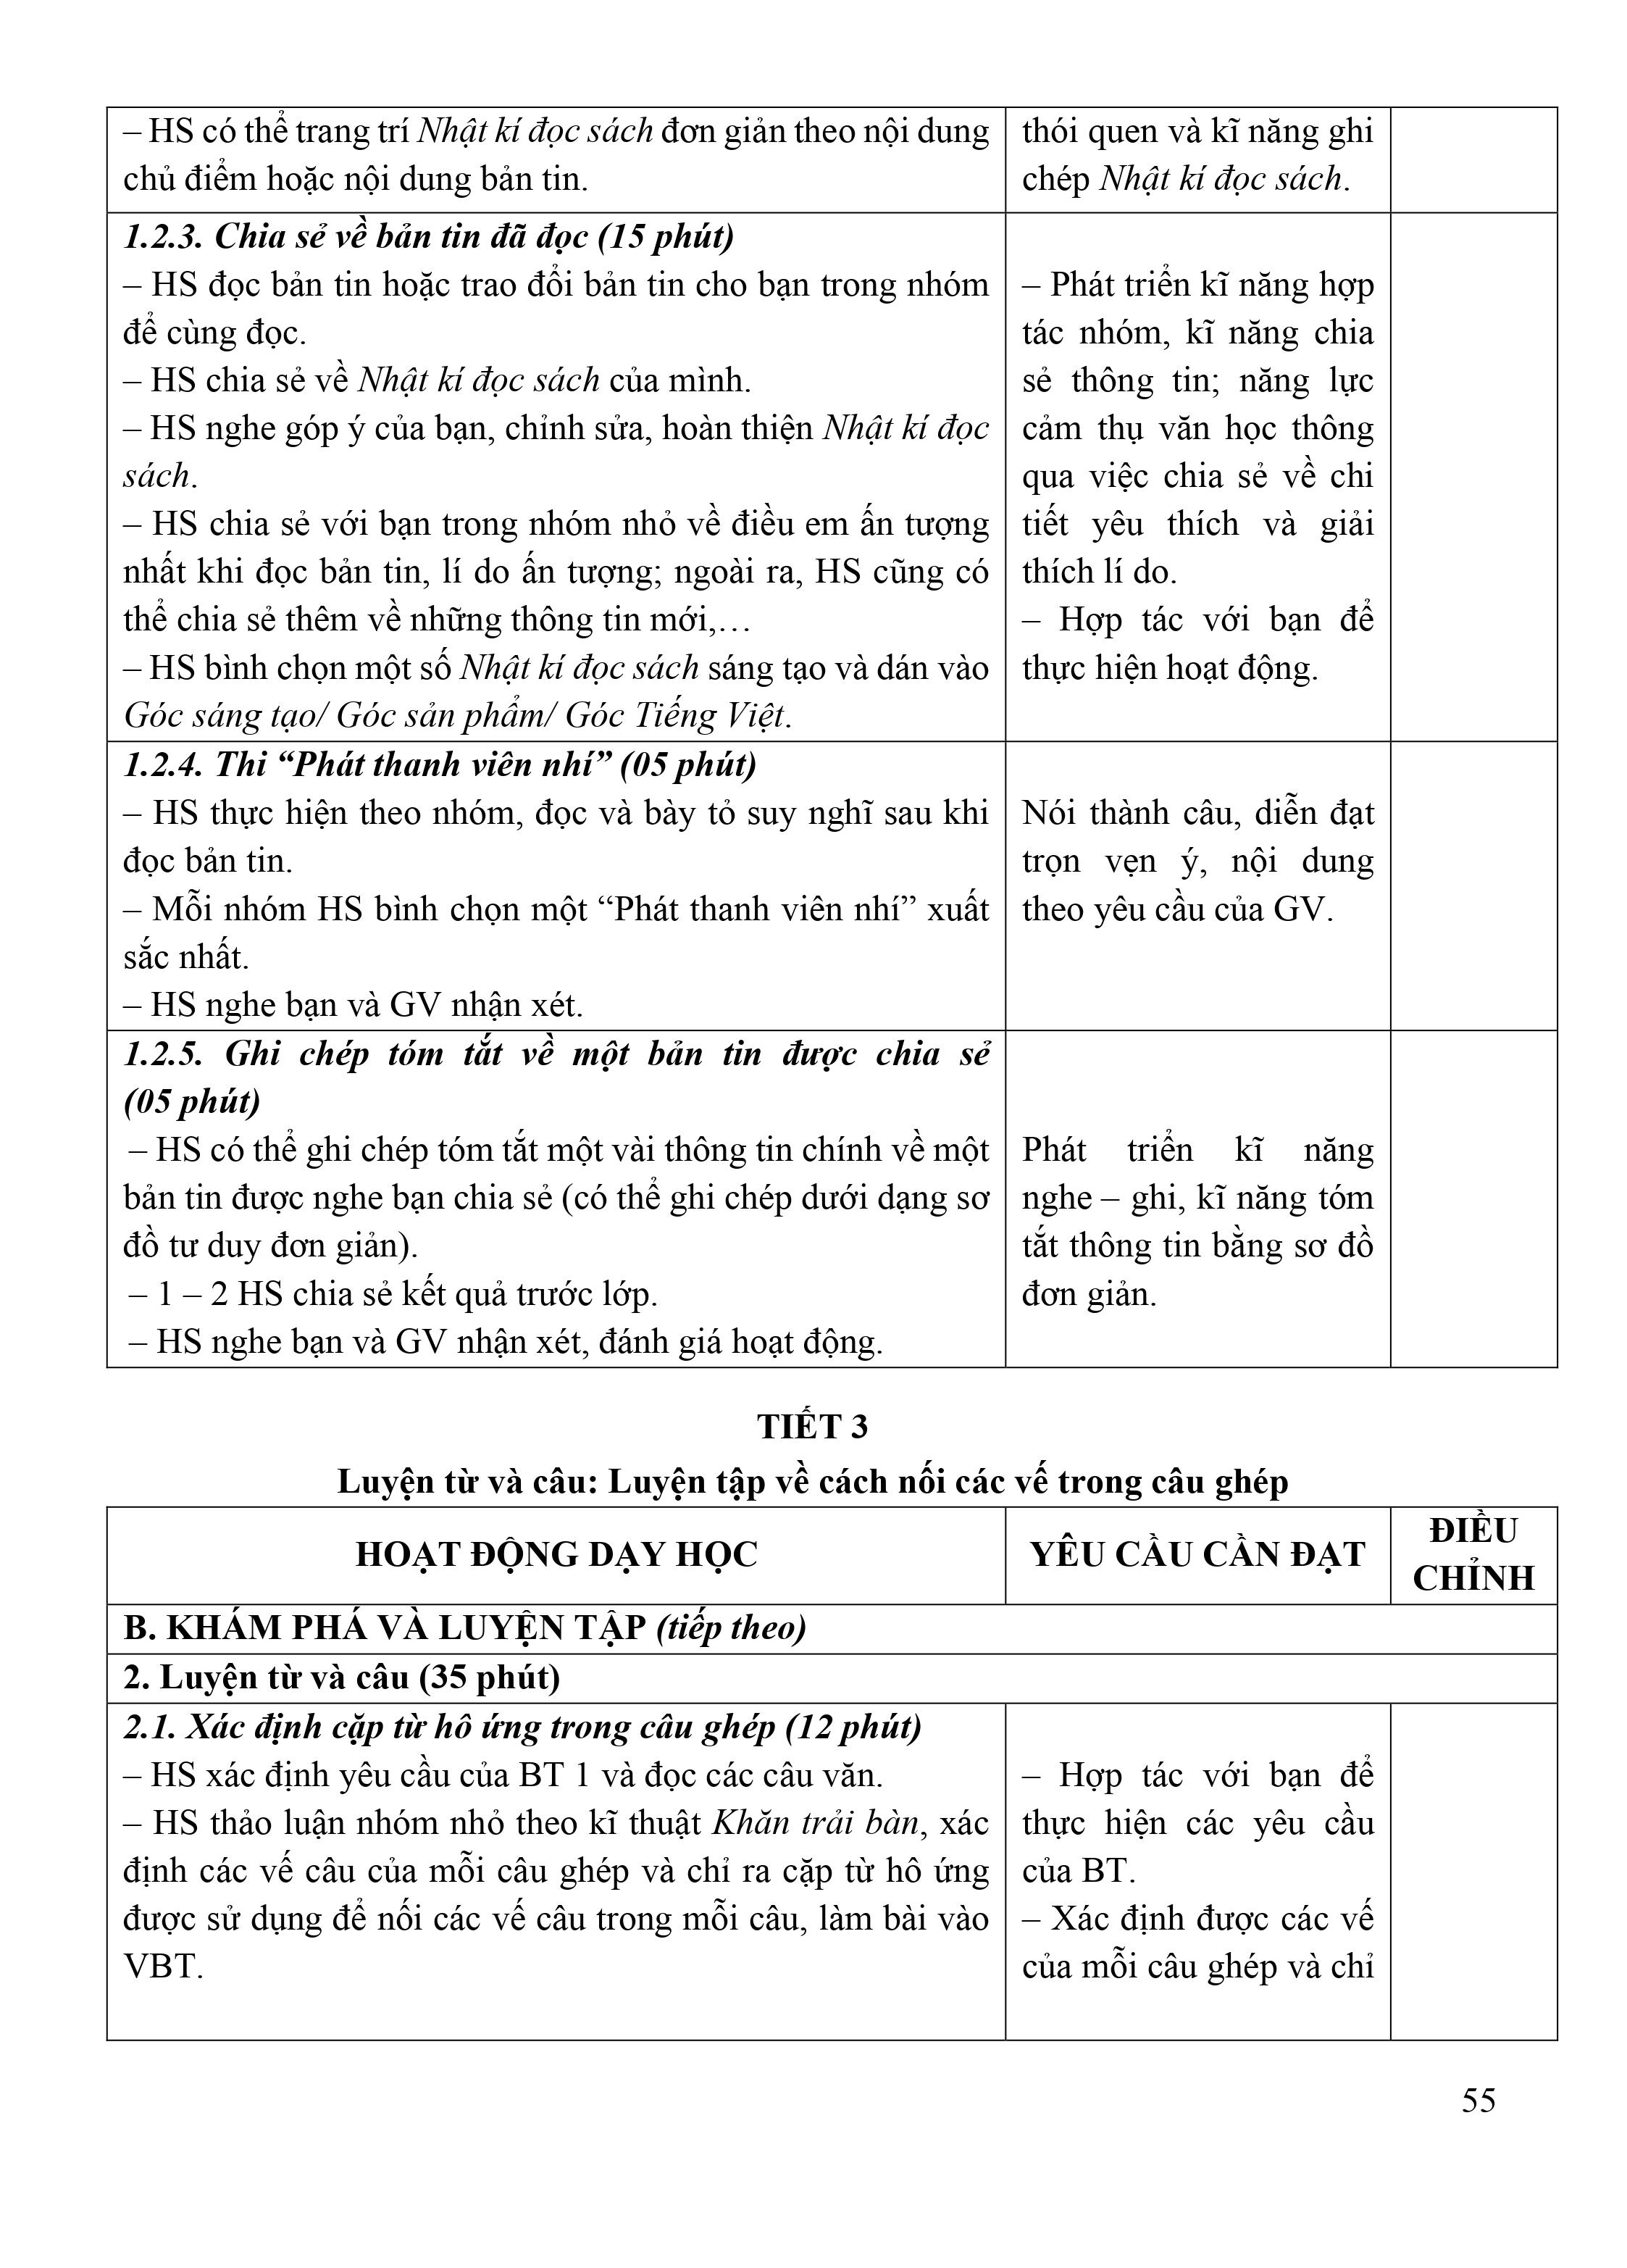 – HS có thể trang trí Nhật kí đọc sách đơn giản theo nội dung
chủ điểm hoặc nội dung bản tin.
thói quen và kĩ năng ghi
chép Nhật kí đọc sách.
1.2.3. Chia sẻ về bản tin đã đọc (15 phút)
– HS đọc bản tin hoặc trao đổi bản tin cho bạn trong nhóm
để cùng đọc.
– HS chia sẻ về Nhật kí đọc sách của mình.
– HS nghe góp ý của bạn, chỉnh sửa, hoàn thiện Nhật kí đọc
sách.
– HS chia sẻ với bạn trong nhóm nhỏ về điều em ấn tượng
nhất khi đọc bản tin, lí do ấn tượng; ngoài ra, HS cũng có
thể chia sẻ thêm về những thông tin mới,…
– HS bình chọn một số Nhật kí đọc sách sáng tạo và dán vào
Góc sáng tạo/ Góc sản phẩm/ Góc Tiếng Việt.
– Phát triển kĩ năng hợp
tác nhóm, kĩ năng chia
sẻ thông tin; năng lực
cảm thụ văn học thông
qua việc chia sẻ về chi
tiết yêu thích và giải
thích lí do.
– Hợp tác với bạn để
thực hiện hoạt động.
1.2.4. Thi “Phát thanh viên nhí” (05 phút)
– HS thực hiện theo nhóm, đọc và bày tỏ suy nghĩ sau khi
đọc bản tin.
– Mỗi nhóm HS bình chọn một “Phát thanh viên nhí” xuất
sắc nhất.
– HS nghe bạn và GV nhận xét.
Nói thành câu, diễn đạt
trọn vẹn ý, nội dung
theo yêu cầu của GV.
1.2.5. Ghi chép tóm tắt về một bản tin được chia sẻ
(05 phút)
– HS có thể ghi chép tóm tắt một vài thông tin chính về một
bản tin được nghe bạn chia sẻ (có thể ghi chép dưới dạng sơ
đồ tư duy đơn giản).
– 1 – 2 HS chia sẻ kết quả trước lớp.
– HS nghe bạn và GV nhận xét, đánh giá hoạt động.
Phát triển kĩ năng
nghe – ghi, kĩ năng tóm
tắt thông tin bằng sơ đồ
đơn giản.
TIẾT 3
Luyện từ và câu: Luyện tập về cách nối các vế trong câu ghép
HOẠT ĐỘNG DẠY HỌC
YÊU CẦU CẦN ĐẠT
ĐIỀU
CHỈNH
B. KHÁM PHÁ VÀ LUYỆN TẬP (tiếp theo)
2. Luyện từ và câu (35 phút)
2.1. Xác định cặp từ hô ứng trong câu ghép (12 phút)
– HS xác định yêu cầu của BT 1 và đọc các câu văn.
– HS thảo luận nhóm nhỏ theo kĩ thuật Khăn trải bàn, xác
định các vế câu của mỗi câu ghép và chỉ ra cặp từ hô ứng
được sử dụng để nối các vế câu trong mỗi câu, làm bài vào
VBT.
– Hợp tác với bạn để
thực hiện các yêu cầu
của BT.
– Xác định được các vế
của mỗi câu ghép và chỉ
55